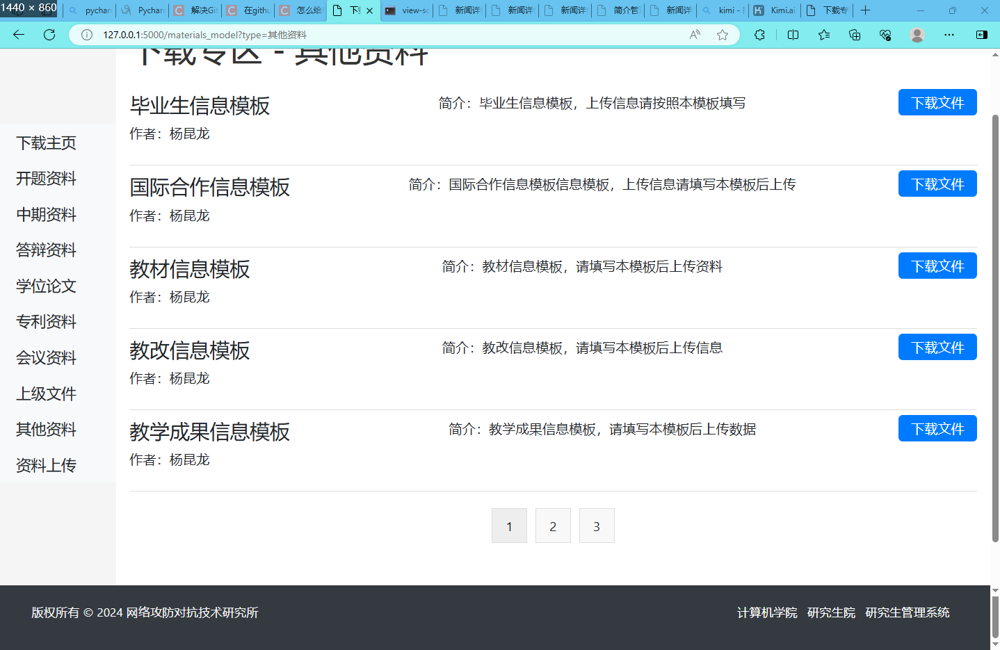 1440 × 860
pychar
Pychar
解决Git
在githu
怎么给
下载
view-so
新闻详
新闻详
新闻详
简介管
新闻详
kimi -
Kimi.ai
下载专
127.0.0.1:5000/materials_model?type=其他资料
下载专区 - 其他资料
下载主页
开题资料
中期资料
答辩资料
学位论文
专利资料
会议资料
上级文件
其他资料
资料上传
毕业生信息模板
简介：毕业生信息模板，上传信息请按照本模板填写
下载文件
作者：杨昆龙
国际合作信息模板
简介：国际合作信息模板信息模板，上传信息请填写本模板后上传
下载文件
作者：杨昆龙
教材信息模板
简介：教材信息模板，请填写本模板后上传资料
下载文件
作者：杨昆龙
教改信息模板
简介：教改信息模板，请填写本模板后上传信息
下载文件
作者：杨昆龙
教学成果信息模板
简介：教学成果信息模板，请填写本模板后上传数据
下载文件
作者：杨昆龙
1 2 3
版权所有 © 2024 网络攻防对抗技术研究所
计算机学院 研究生院 研究生管理系统